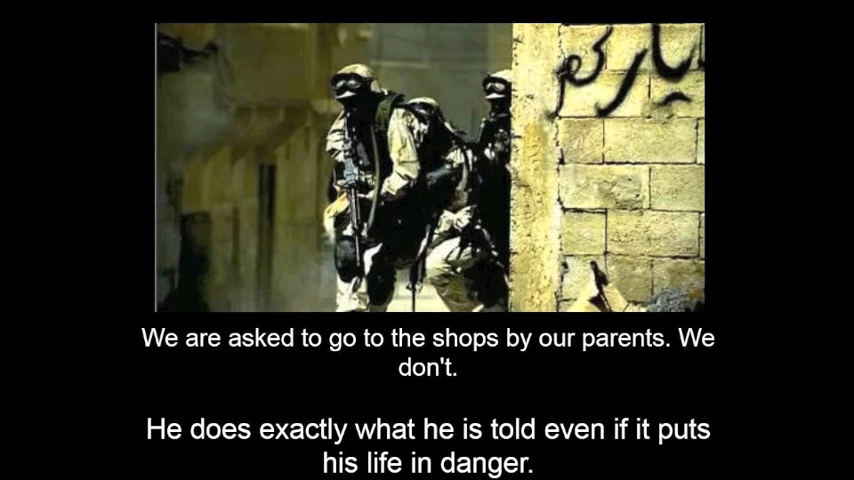 We are asked to go to the shops by our parents. We
don't.
He does exactly what he is told even if it puts
his life in danger.